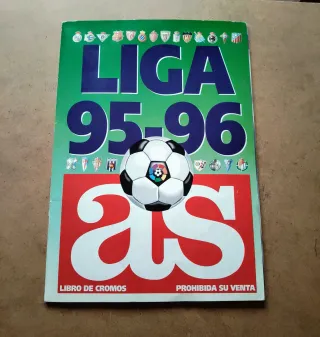 LIGA
95-96
as
LIBRO DE CROMOS PROHIBIDA SU VENTA